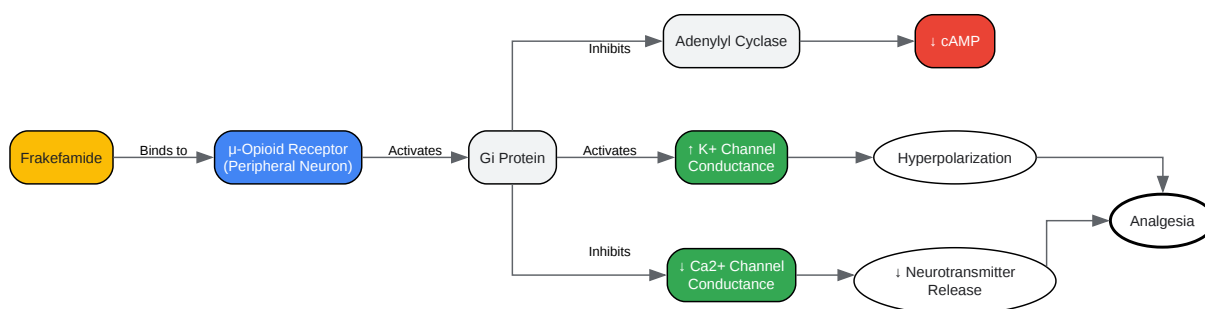 Inhibits
Adenylyl Cyclase
↓ cAMP
Frakefamide
Binds to
μ-Opioid Receptor
(Peripheral Neuron)
Activates
Gi Protein
Activates
↑ K+ Channel
Conductance
Hyperpolarization
Analgesia
Inhibits
↓ Ca2+ Channel
Conductance
↓ Neurotransmitter
Release